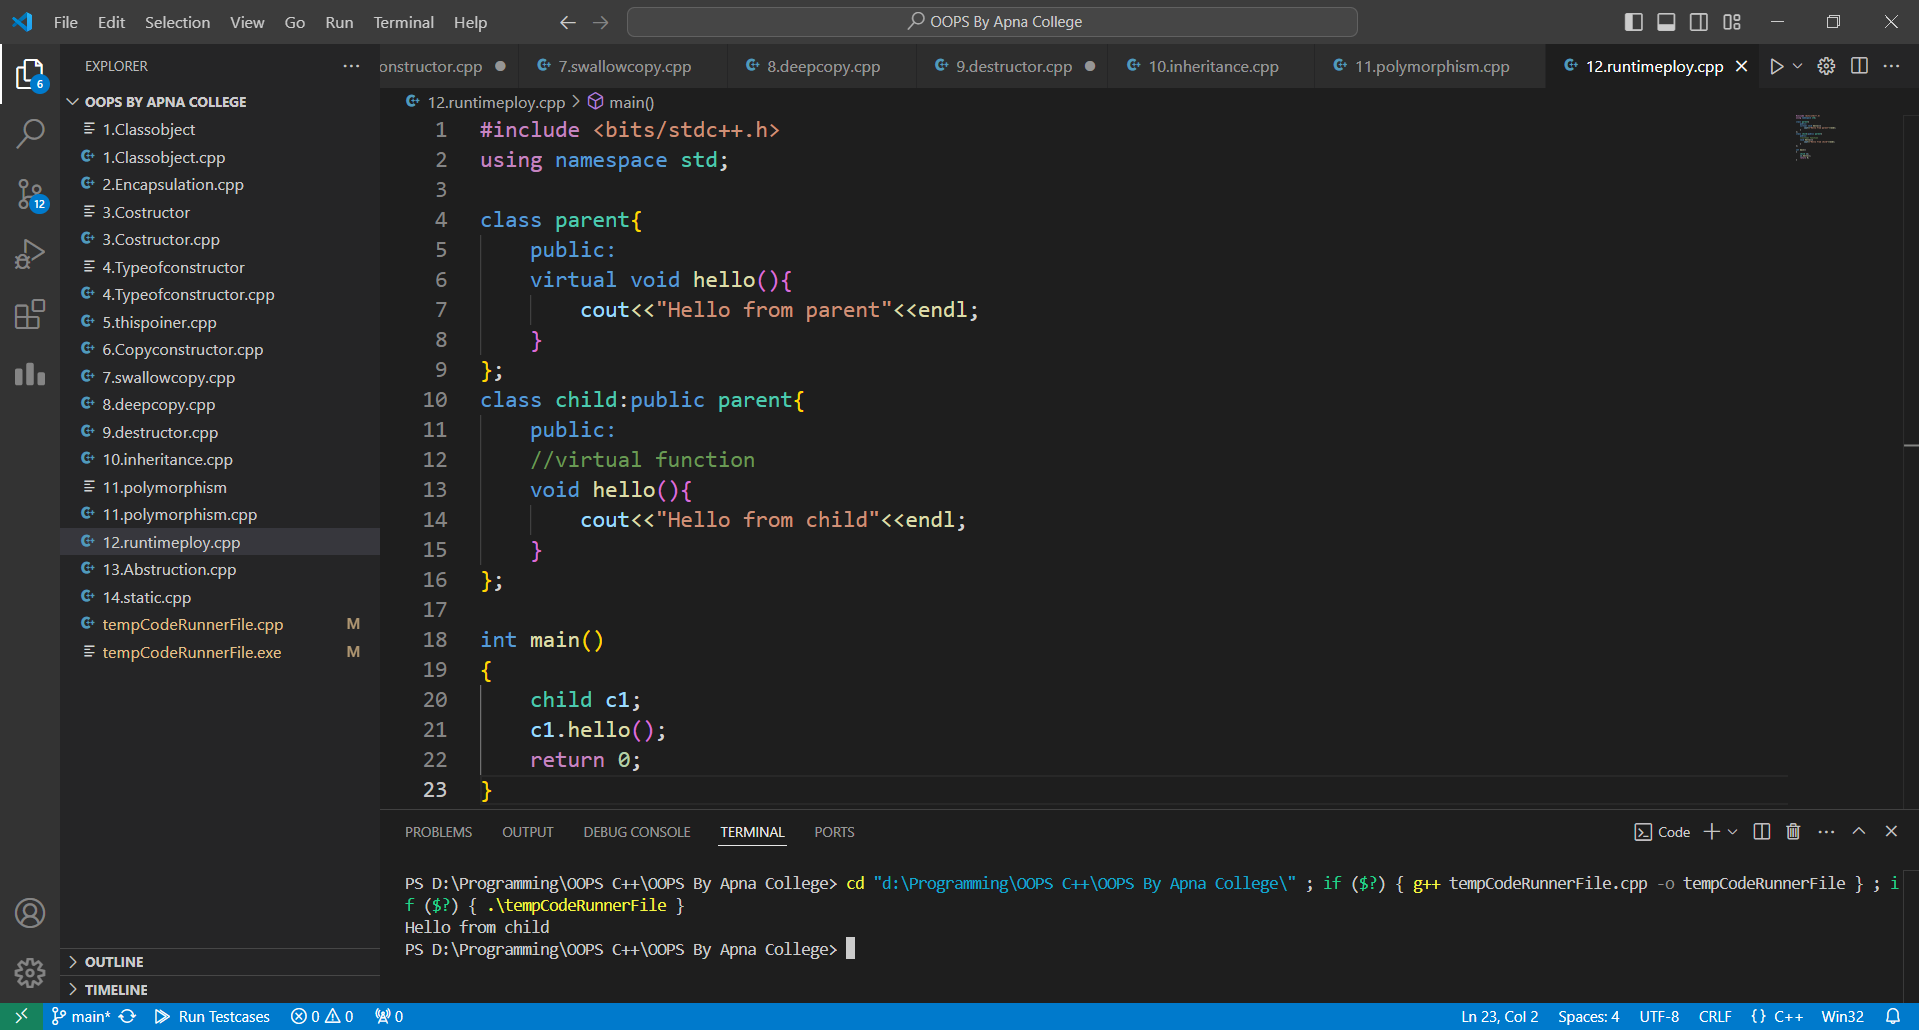 File Edit Selection View Go Run Terminal Help
OOPS By Apna College
6
12
EXPLORER
OOPS BY APNA COLLEGE
1.Classobject
1.Classobject.cpp
2.Encapsulation.cpp
3.Costructor
3.Costructor.cpp
4.Typeofconstructor
4.Typeofconstructor.cpp
5.thispoiner.cpp
6.Copyconstructor.cpp
7.swallowcopy.cpp
8.deepcopy.cpp
9.destructor.cpp
10.inheritance.cpp
11.polymorphism
11.polymorphism.cpp
12.runtimeploy.cpp
13.Abstruction.cpp
14.static.cpp
tempCodeRunnerFile.cpp M
tempCodeRunnerFile.exe M
OUTLINE
TIMELINE
onstructor.cpp 7.swallowcopy.cpp 8.deepcopy.cpp 9.destructor.cpp 10.inheritance.cpp 11.polymorphism.cpp 12.runtimeploy.cpp
12.runtimeploy.cpp > main()
1 #include <bits/stdc++.h>
2 using namespace std;
3
4 class parent{
5 public:
6 virtual void hello(){
7 cout<<"Hello from parent"<<endl;
8 }
9 };
10 class child:public parent{
11 public:
12 //virtual function
13 void hello(){
14 cout<<"Hello from child"<<endl;
15 }
16 };
17
18 int main()
19 {
20 child c1;
21 c1.hello();
22 return 0;
23 }
PROBLEMS OUTPUT DEBUG CONSOLE TERMINAL PORTS
Code
PS D:\Programming\OOPS C++\OOPS By Apna College> cd "d:\Programming\OOPS C++\OOPS By Apna College\" ; if ($?) { g++ tempCodeRunnerFile.cpp -o tempCodeRunnerFile } ; i
f ($?) { .\tempCodeRunnerFile }
Hello from child
PS D:\Programming\OOPS C++\OOPS By Apna College>
main* Run Testcases 0 0 0
Ln 23, Col 2 Spaces: 4 UTF-8 CRLF {} C++ Win32